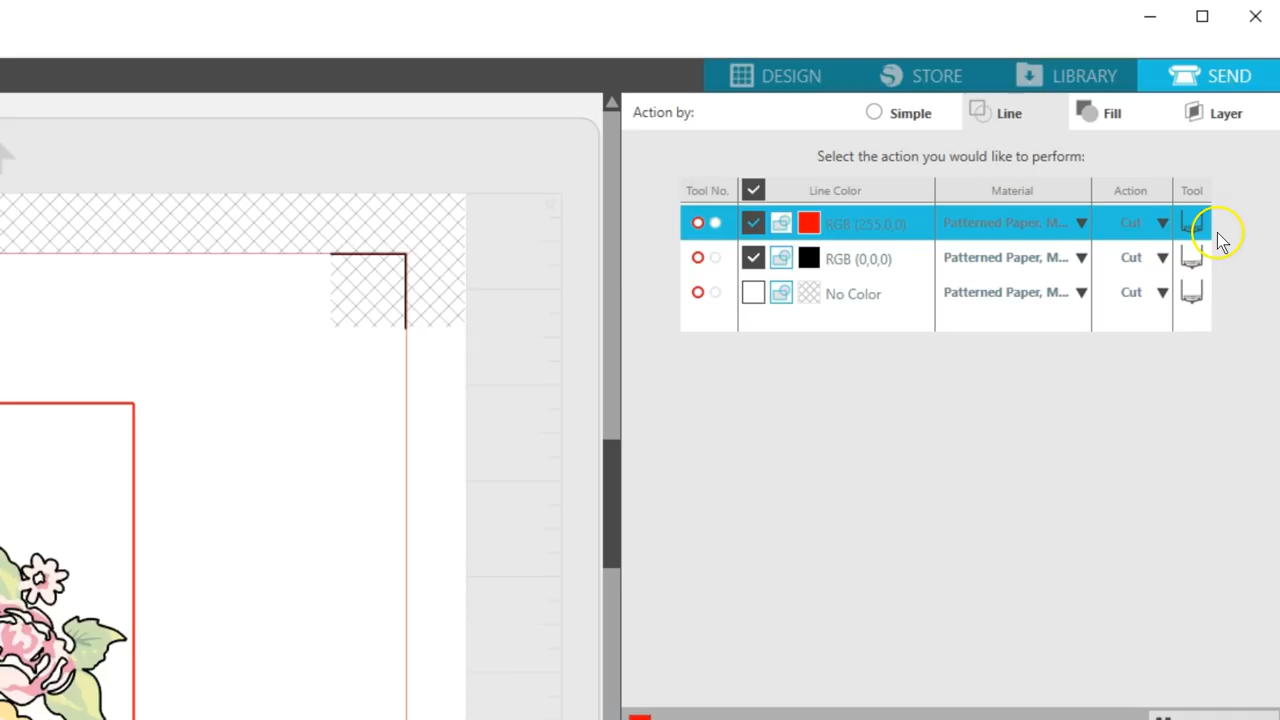 DESIGN STORE LIBRARY SEND
Action by: Simple Line Fill Layer
Select the action you would like to perform:
Tool No. Line Color Material Action Tool
RGB (255,0,0) Patterned Paper, M... Cut
RGB (0,0,0) Patterned Paper, M... Cut
No Color Patterned Paper, M... Cut